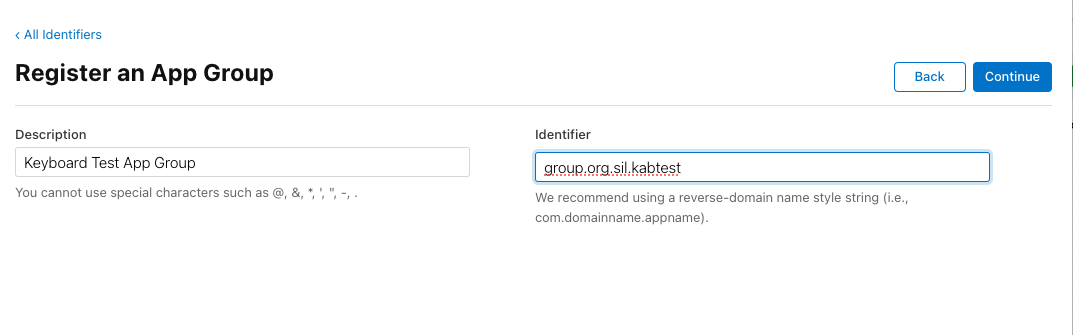 ‹ All Identifiers
Register an App Group
Back
Continue
Description
Keyboard Test App Group
You cannot use special characters such as @, &, *, ', ", -, .
Identifier
group.org.sil.kabtest
We recommend using a reverse-domain name style string (i.e.,
com.domainname.appname).